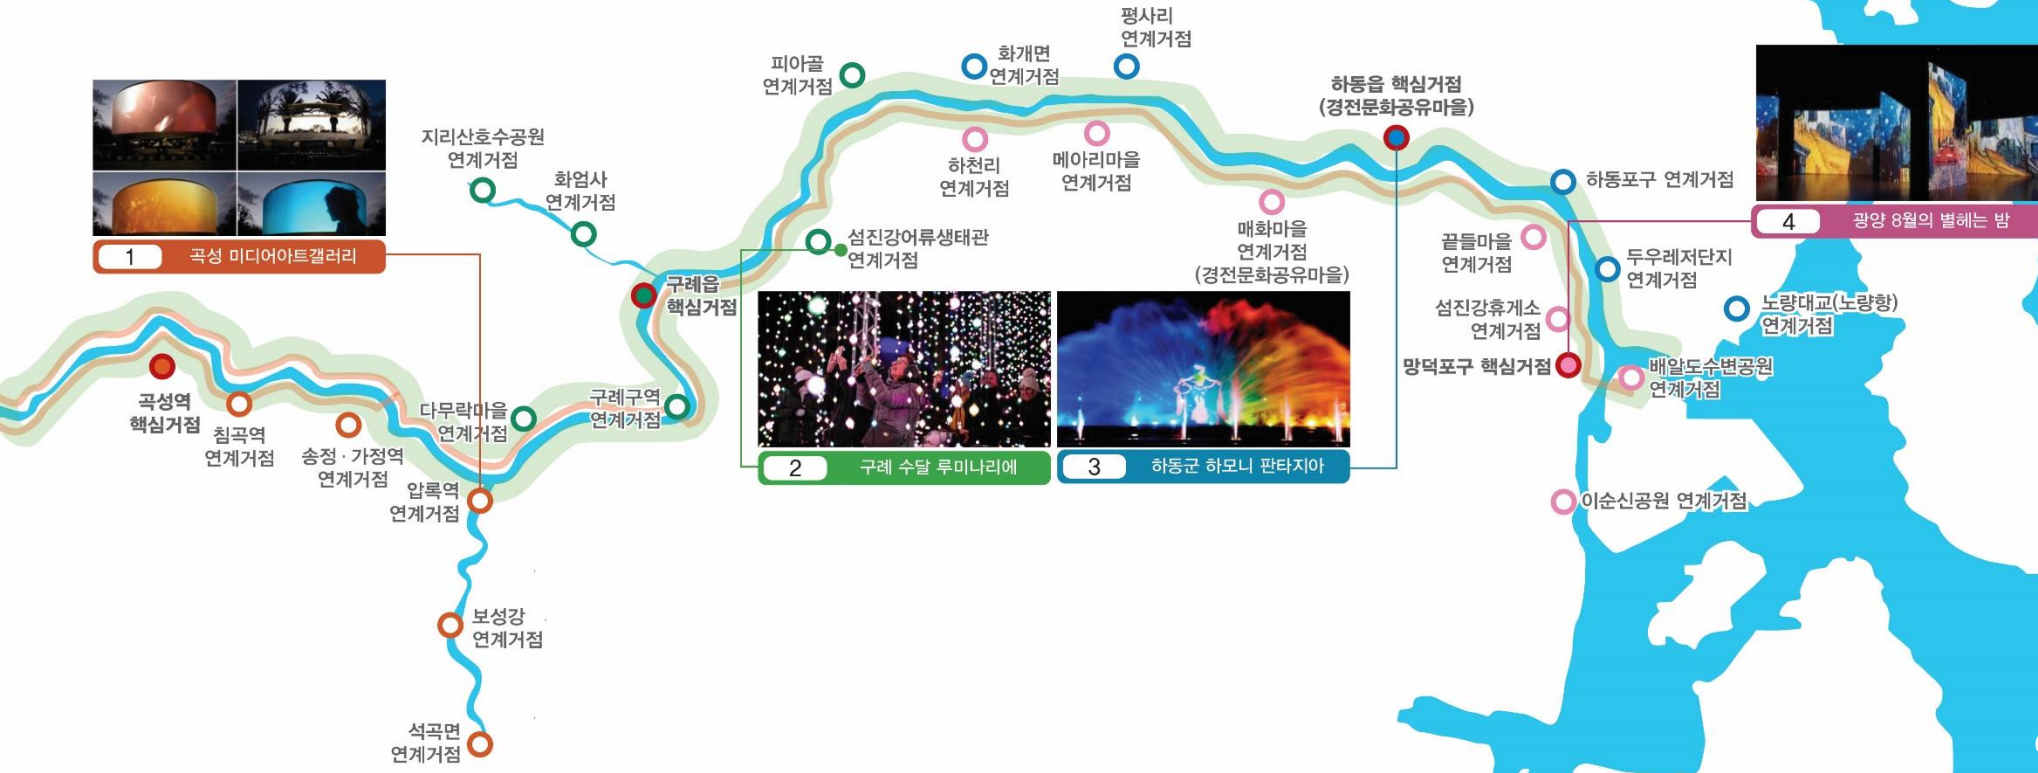 평사리
연계거점
화개면
연계거점
피아골
연계거점
하동읍 핵심거점
(경전문화공유마을)
지리산호수공원
연계거점
화엄사
연계거점
하천리
연계거점
메아리마을
연계거점
하동포구 연계거점
4 광양 8월의 별헤는 밤
1 곡성 미디어아트갤러리
섬진강어류생태관
연계거점
매화마을
연계거점
(경전문화공유마을)
끝들마을
연계거점
두우레저단지
연계거점
구례읍
핵심거점
섬진강휴게소
연계거점
노량대교(노량항)
연계거점
망덕포구 핵심거점
배알도수변공원
연계거점
곡성역
핵심거점
침곡역
연계거점
송정 · 가정역
연계거점
다무락마을
연계거점
구례구역
연계거점
2 구례 수달 루미나리에
3 하동군 하모니 판타지아
압록역
연계거점
이순신공원 연계거점
보성강
연계거점
석곡면
연계거점